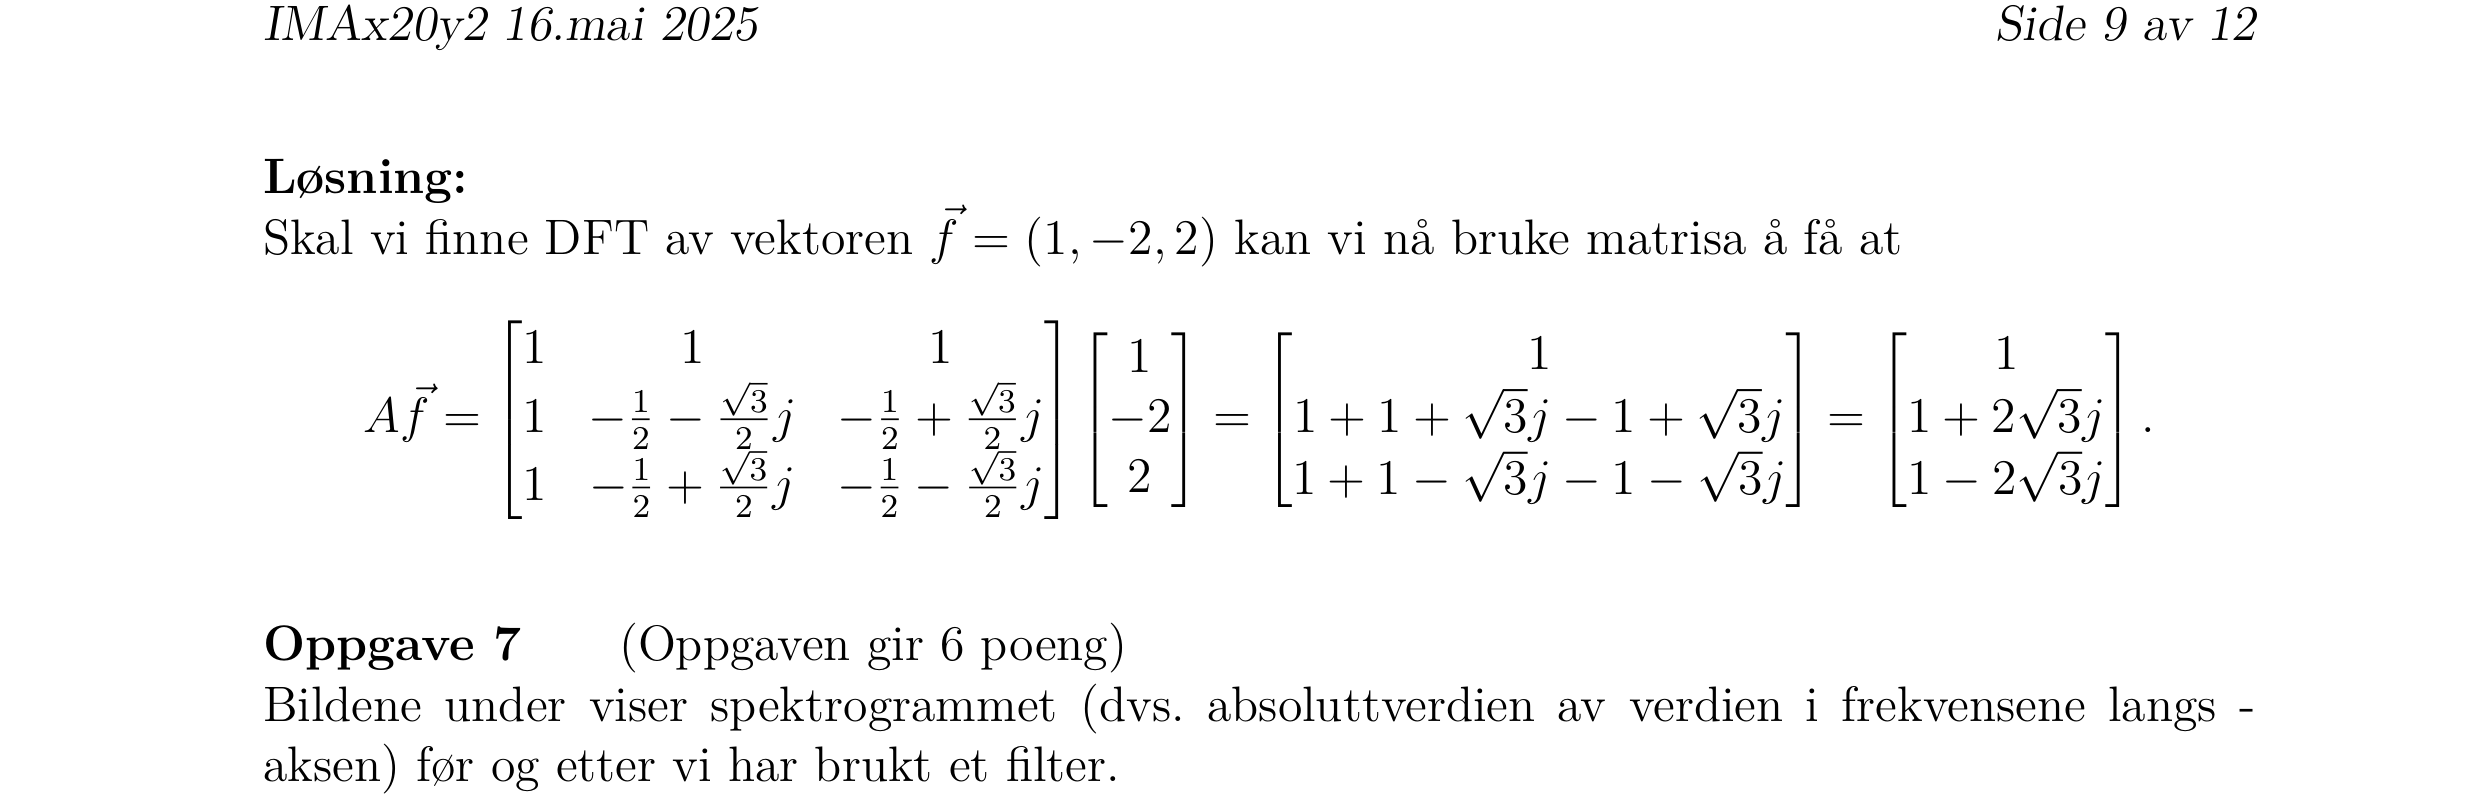 IMAx20y2 16.mai 2025 Side 9 av 12
Løsning:
Skal vi finne DFT av vektoren $\vec{f} = (1, -2, 2)$ kan vi nå bruke matrisa å få at
$A\vec{f} = \begin{bmatrix} 1 & 1 & 1 \\ 1 & -\frac{1}{2} - \frac{\sqrt{3}}{2}j & -\frac{1}{2} + \frac{\sqrt{3}}{2}j \\ 1 & -\frac{1}{2} + \frac{\sqrt{3}}{2}j & -\frac{1}{2} - \frac{\sqrt{3}}{2}j \end{bmatrix} \begin{bmatrix} 1 \\ -2 \\ 2 \end{bmatrix} = \begin{bmatrix} 1 \\ 1 + 1 + \sqrt{3}j - 1 + \sqrt{3}j \\ 1 + 1 - \sqrt{3}j - 1 - \sqrt{3}j \end{bmatrix} = \begin{bmatrix} 1 \\ 1 + 2\sqrt{3}j \\ 1 - 2\sqrt{3}j \end{bmatrix}.$
Oppgave 7 (Oppgaven gir 6 poeng)
Bildene under viser spektrogrammet (dvs. absoluttverdien av verdien i frekvensene langs -
aksen) før og etter vi har brukt et filter.